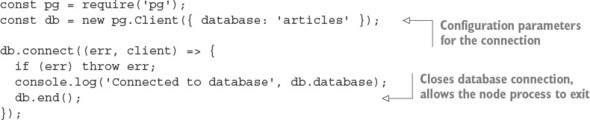 const pg = require('pg');
const db = new pg.Client({ database: 'articles' });
Configuration parameters
for the connection
db.connect((err, client) => {
  if (err) throw err;
  console.log('Connected to database', db.database);
  db.end();
Closes database connection,
allows the node process to exit
});